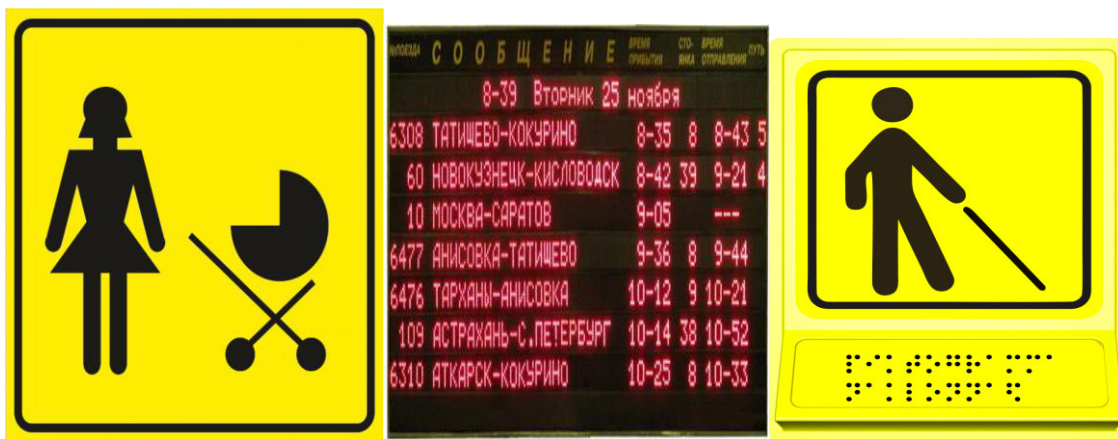 №ПОЕЗДА СООБЩЕНИЕ ВРЕМЯ ПРИБЫТИЯ СТО-ЯНКА ВРЕМЯ ОТПРАВЛЕНИЯ ПУТЬ
8-39 Вторник 25 ноября
6308 ТАТИЩЕВО-КОКУРИНО 8-35 8 8-43 5
60 НОВОКУЗНЕЦК-КИСЛОВОДСК 8-42 39 9-21 4
10 МОСКВА-САРАТОВ 9-05 ---
6477 АНИСОВКА-ТАТИЩЕВО 9-36 8 9-44
6476 ТАРХАНЫ-АНИСОВКА 10-12 9 10-21
109 АСТРАХАНЬ-С.ПЕТЕРБУРГ 10-14 38 10-52
6310 АТКАРСК-КОКУРИНО 10-25 8 10-33